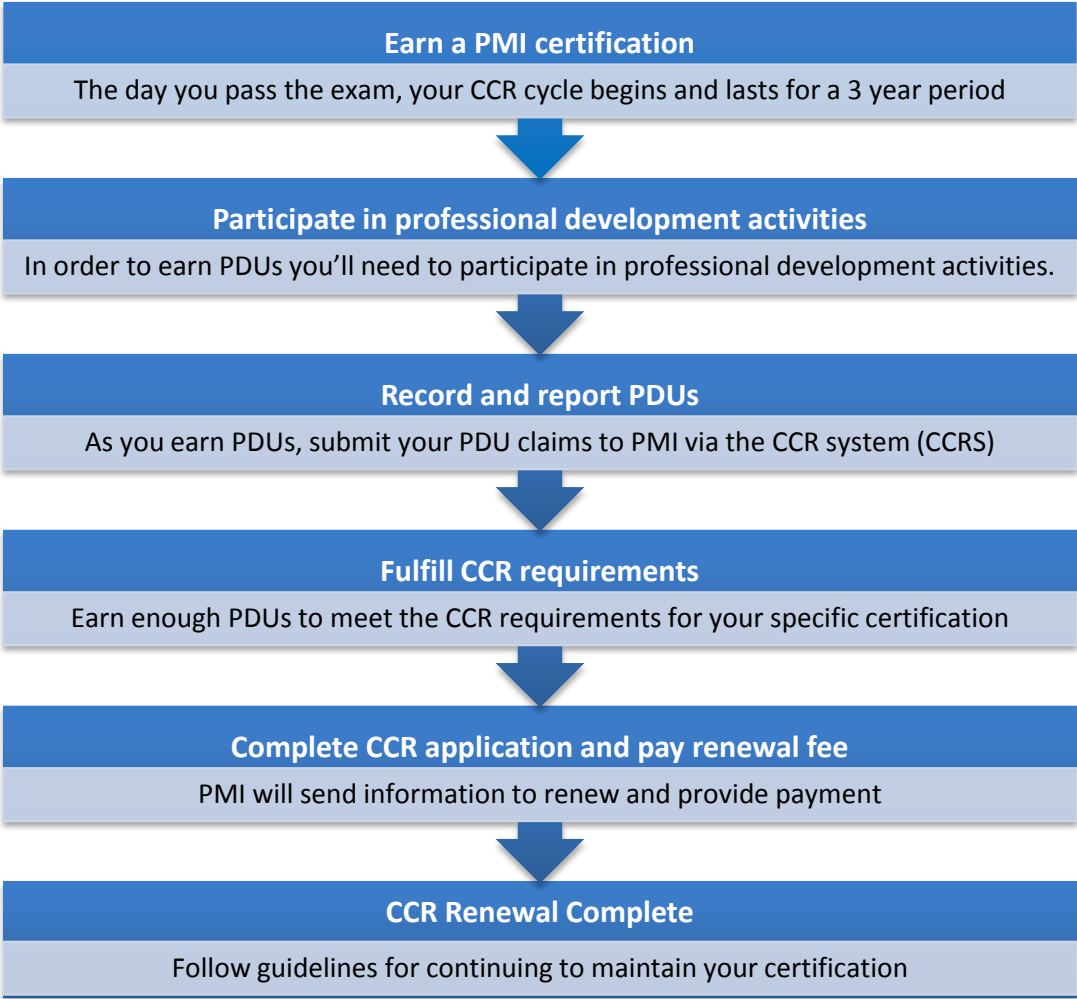 Earn a PMI certification
The day you pass the exam, your CCR cycle begins and lasts for a 3 year period
Participate in professional development activities
In order to earn PDUs you’ll need to participate in professional development activities.
Record and report PDUs
As you earn PDUs, submit your PDU claims to PMI via the CCR system (CCRS)
Fulfill CCR requirements
Earn enough PDUs to meet the CCR requirements for your specific certification
Complete CCR application and pay renewal fee
PMI will send information to renew and provide payment
CCR Renewal Complete
Follow guidelines for continuing to maintain your certification